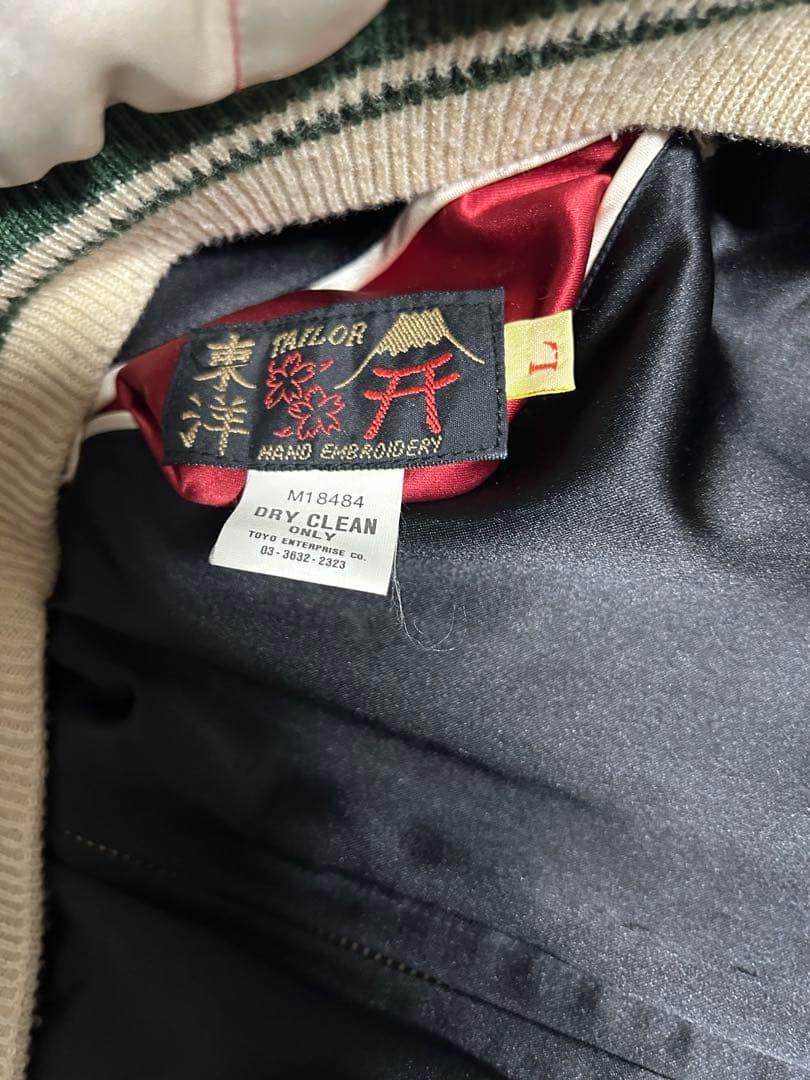 TAILOR
東洋
HAND EMBROIDERY
L
M18484
DRY CLEAN
ONLY
TOYO ENTERPRISE CO.
03-3632-2323